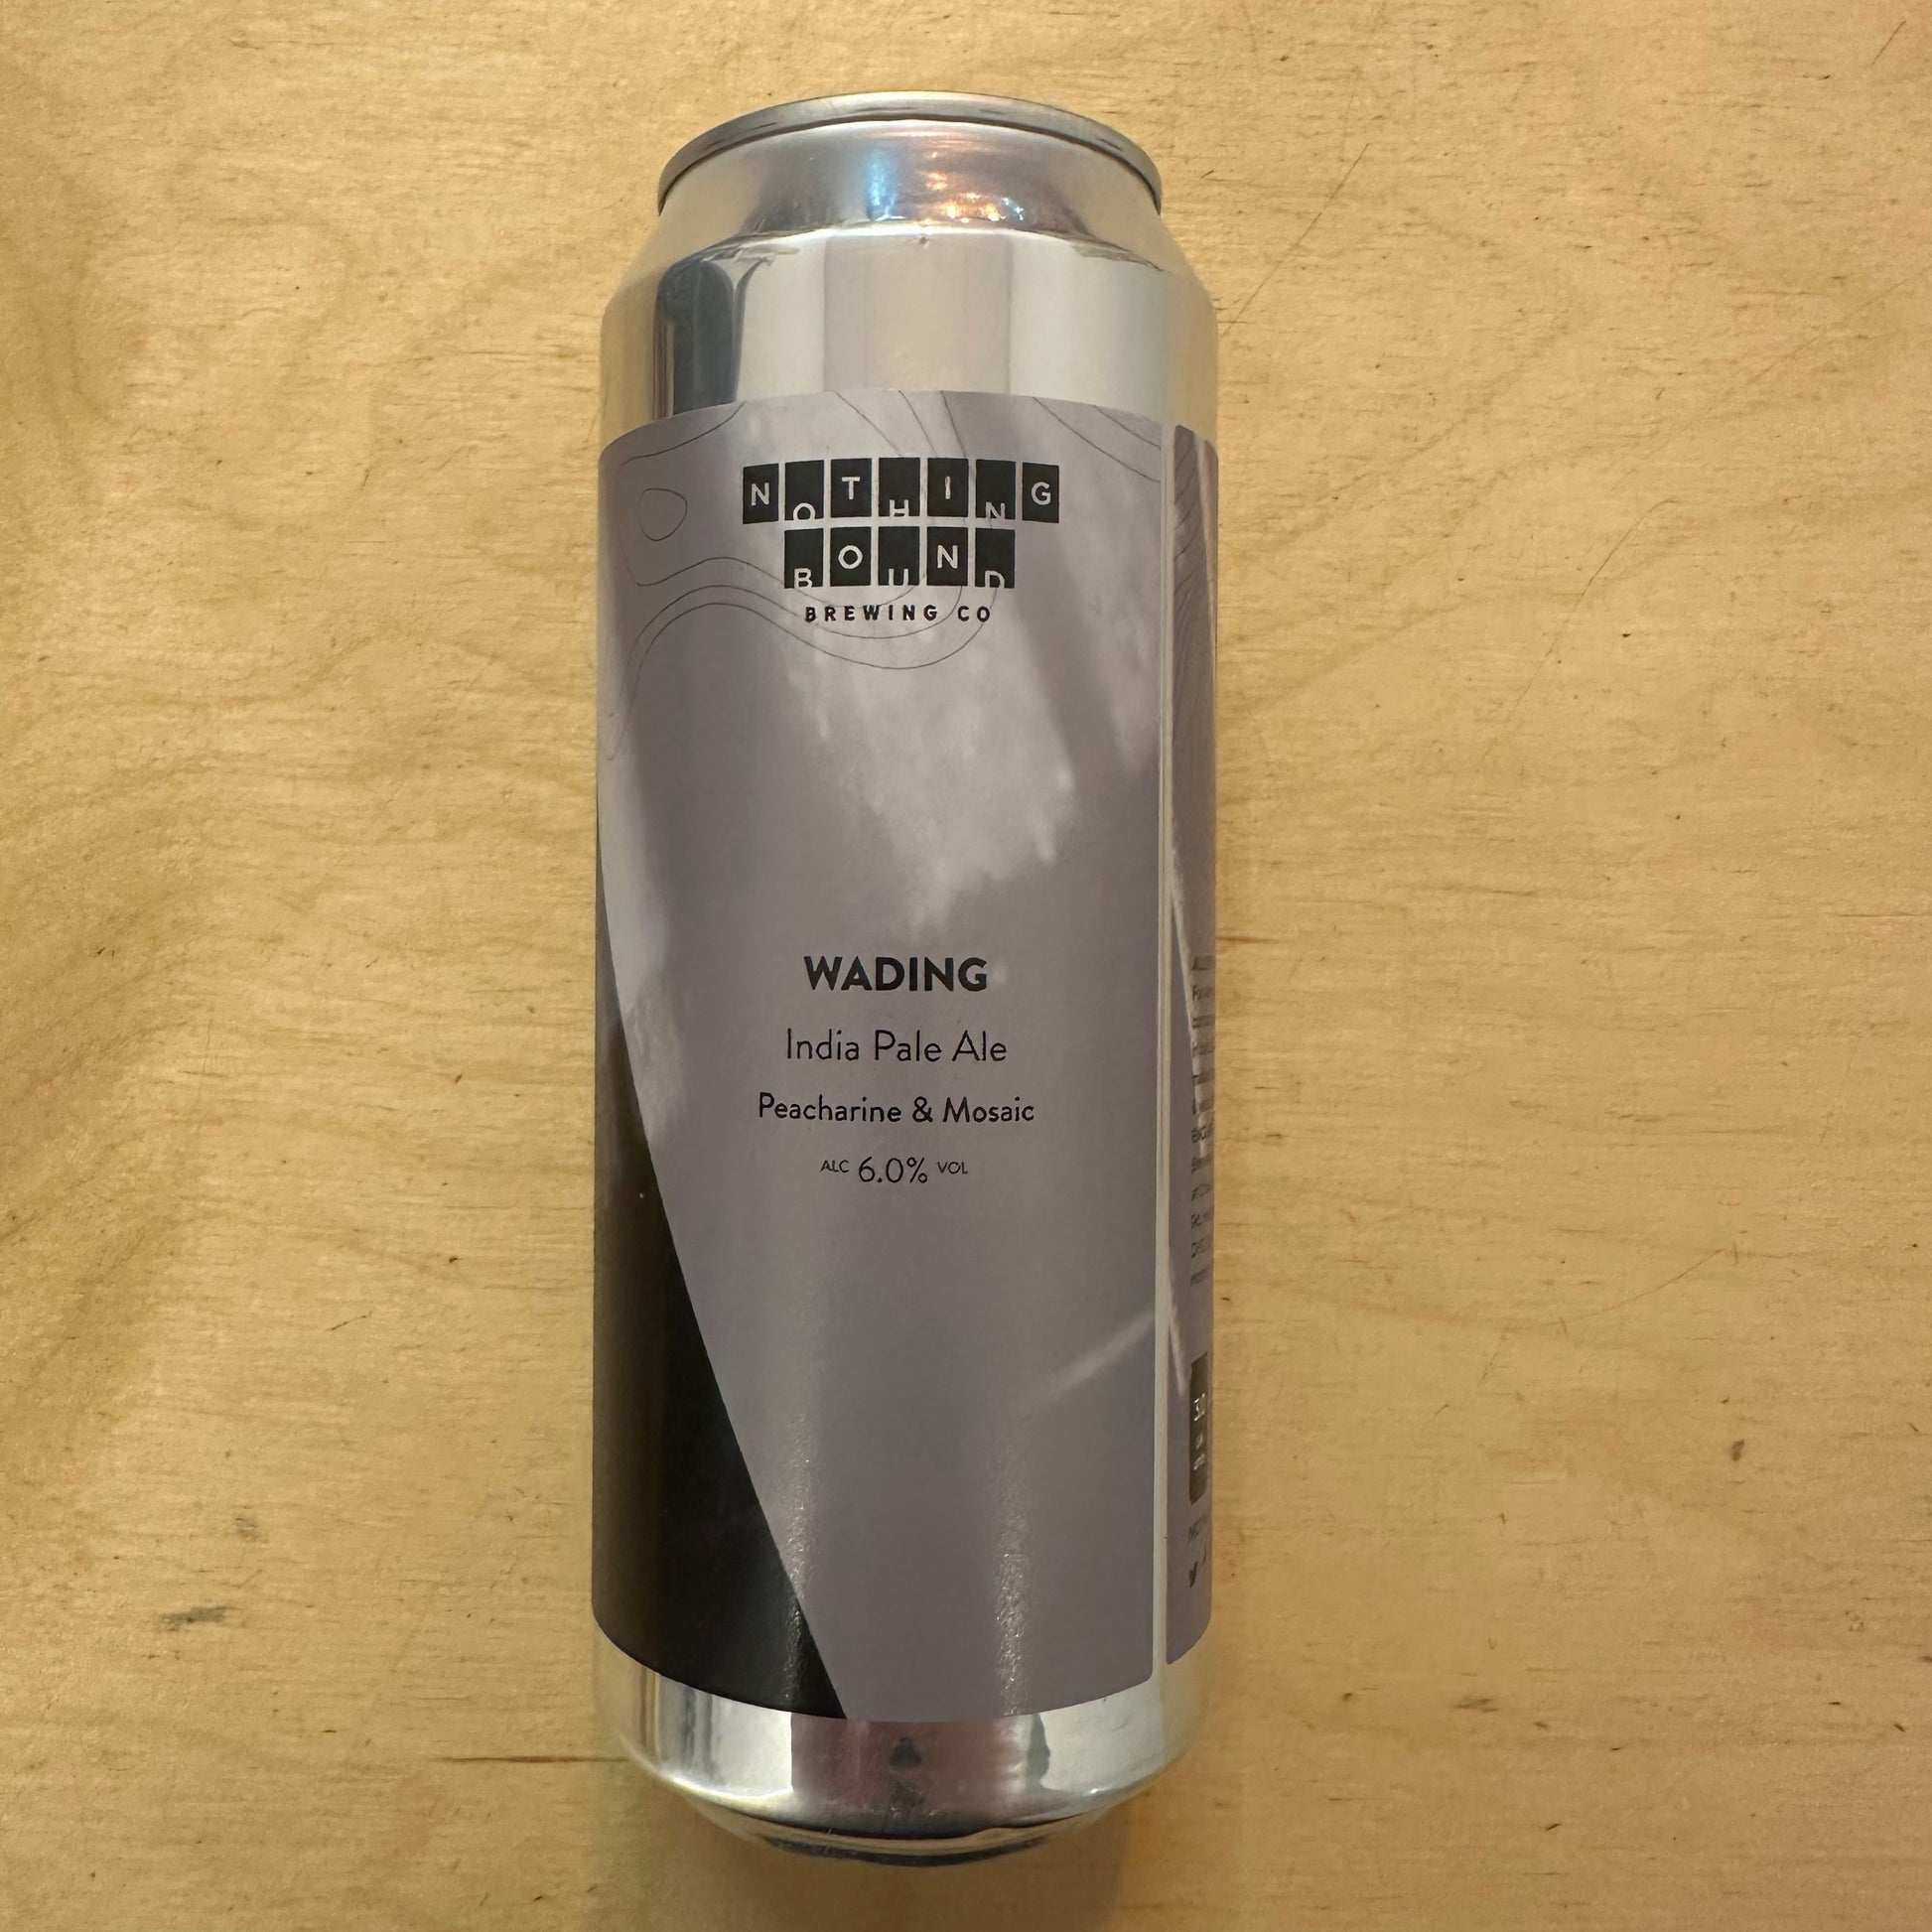 NOTHING
BOUND
BREWING CO
WADING
India Pale Ale
Peacharine & Mosaic
ALC 6.0% VOL